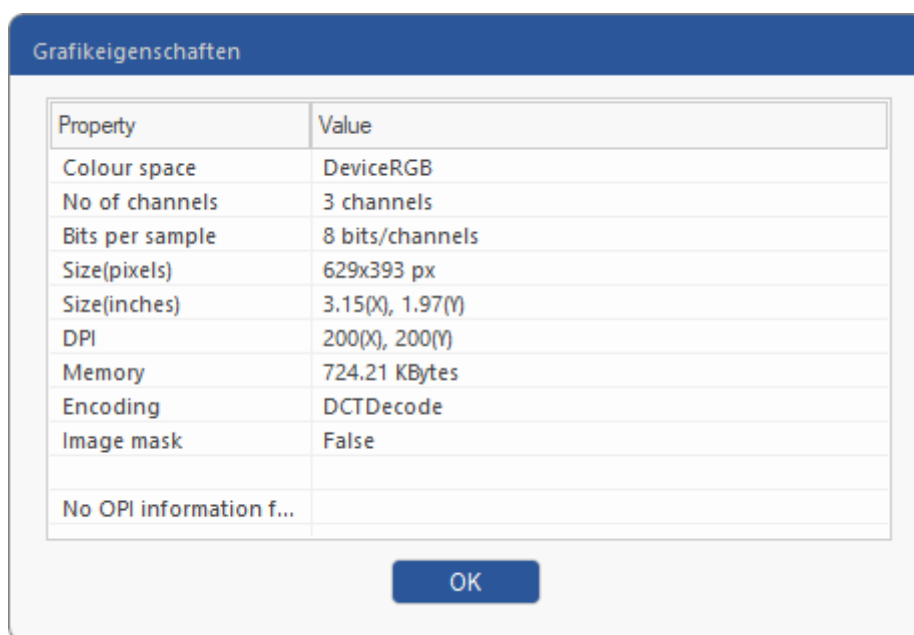 Grafikeigenschaften
Property Value
Colour space DeviceRGB
No of channels 3 channels
Bits per sample 8 bits/channels
Size(pixels) 629x393 px
Size(inches) 3.15(X), 1.97(Y)
DPI 200(X), 200(Y)
Memory 724.21 KBytes
Encoding DCTDecode
Image mask False
No OPI information f...
OK